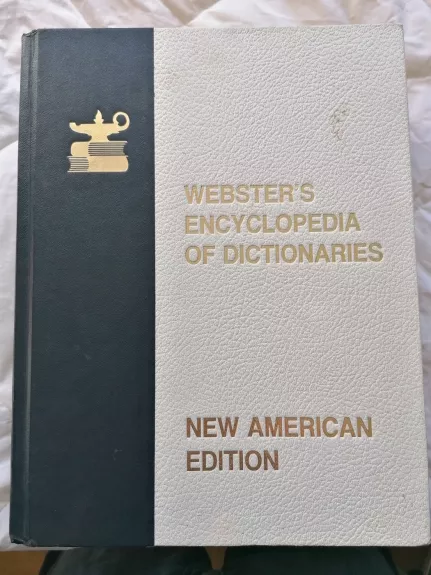 WEBSTER'S
ENCYCLOPEDIA
OF DICTIONARIES
NEW AMERICAN
EDITION